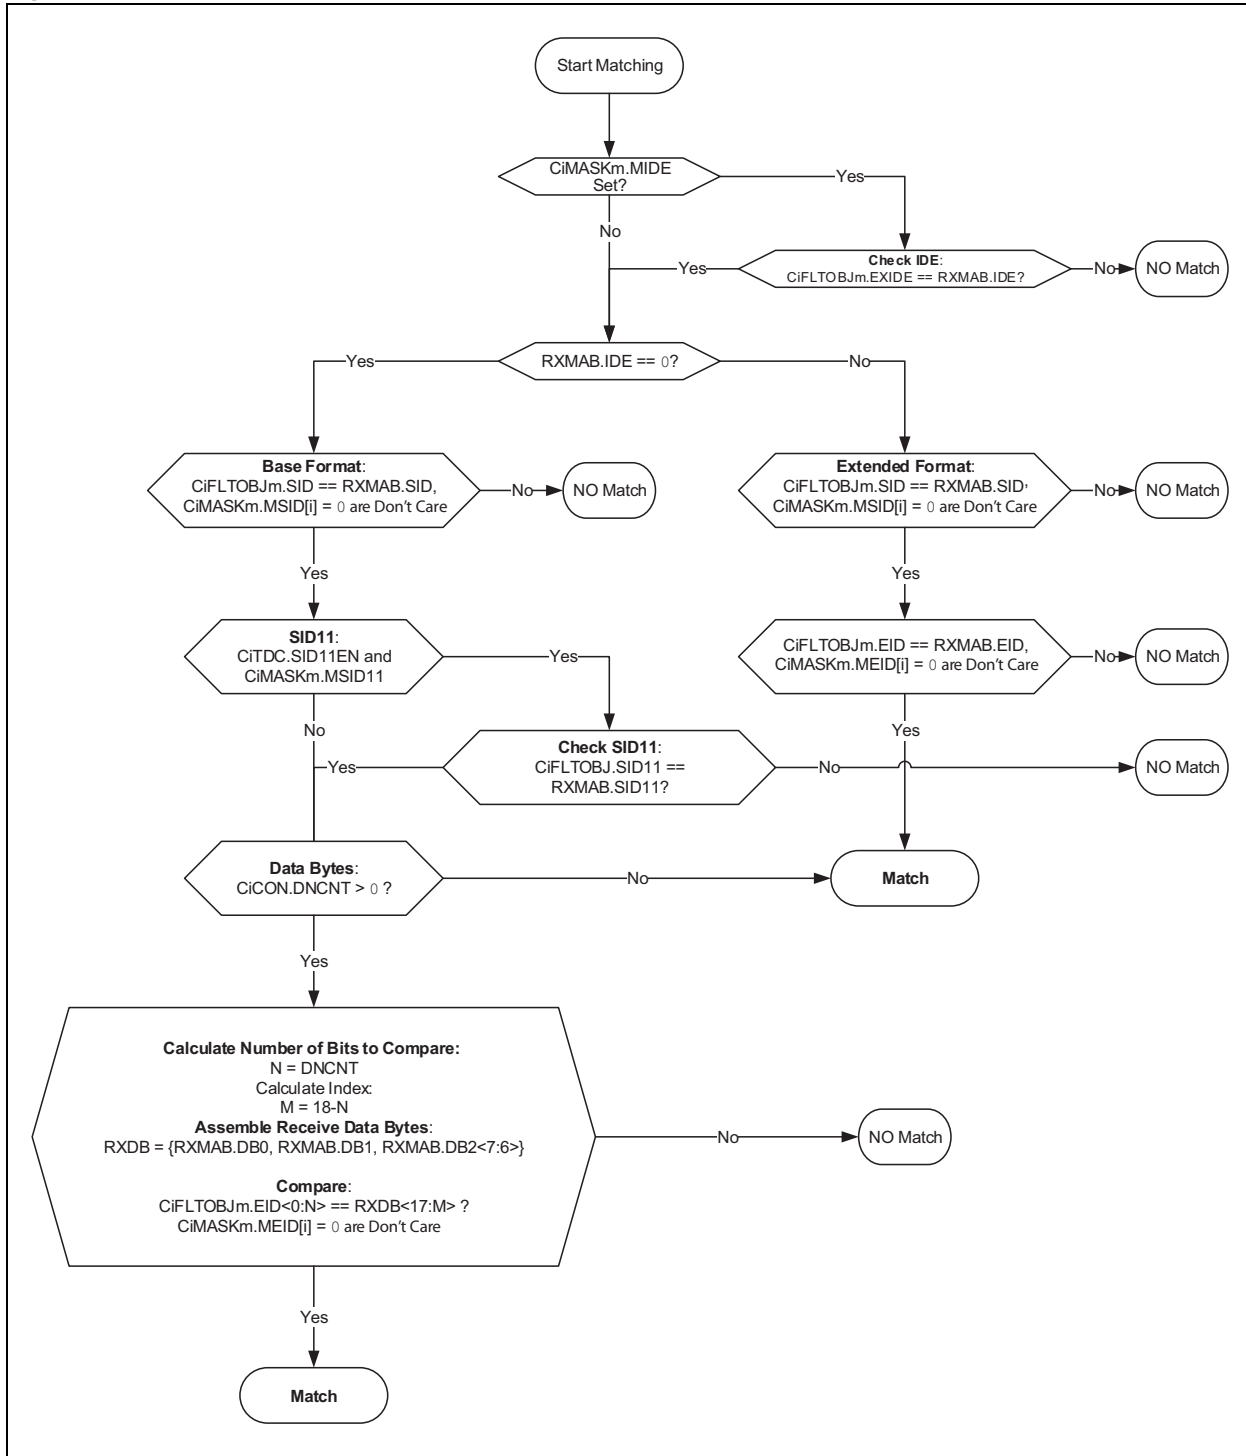 Start Matching
CiMASKm.MIDE
Set?
Yes
No
Check IDE:
CiFLTOBJm.EXIDE == RXMAB.IDE?
Yes
No
NO Match
RXMAB.IDE == 0?
Yes
No
Base Format:
CiFLTOBJm.SID == RXMAB.SID,
CiMASKm.MSID[i] = 0 are Don't Care
No
NO Match
Extended Format:
CiFLTOBJm.SID == RXMAB.SID,
CiMASKm.MSID[i] = 0 are Don't Care
No
NO Match
Yes
Yes
SID11:
CiTDC.SID11EN and
CiMASKm.MSID11
Yes
CiFLTOBJm.EID == RXMAB.EID,
CiMASKm.MEID[i] = 0 are Don't Care
No
NO Match
No
Yes
Check SID11:
CiFLTOBJ.SID11 ==
RXMAB.SID11?
Yes
No
NO Match
Data Bytes:
CiCON.DNCNT > 0 ?
No
Match
Yes
Calculate Number of Bits to Compare:
N = DNCNT
Calculate Index:
M = 18-N
Assemble Receive Data Bytes:
RXDB = {RXMAB.DB0, RXMAB.DB1, RXMAB.DB2<7:6>}
Compare:
CiFLTOBJm.EID<0:N> == RXDB<17:M> ?
CiMASKm.MEID[i] = 0 are Don't Care
No
NO Match
Yes
Match